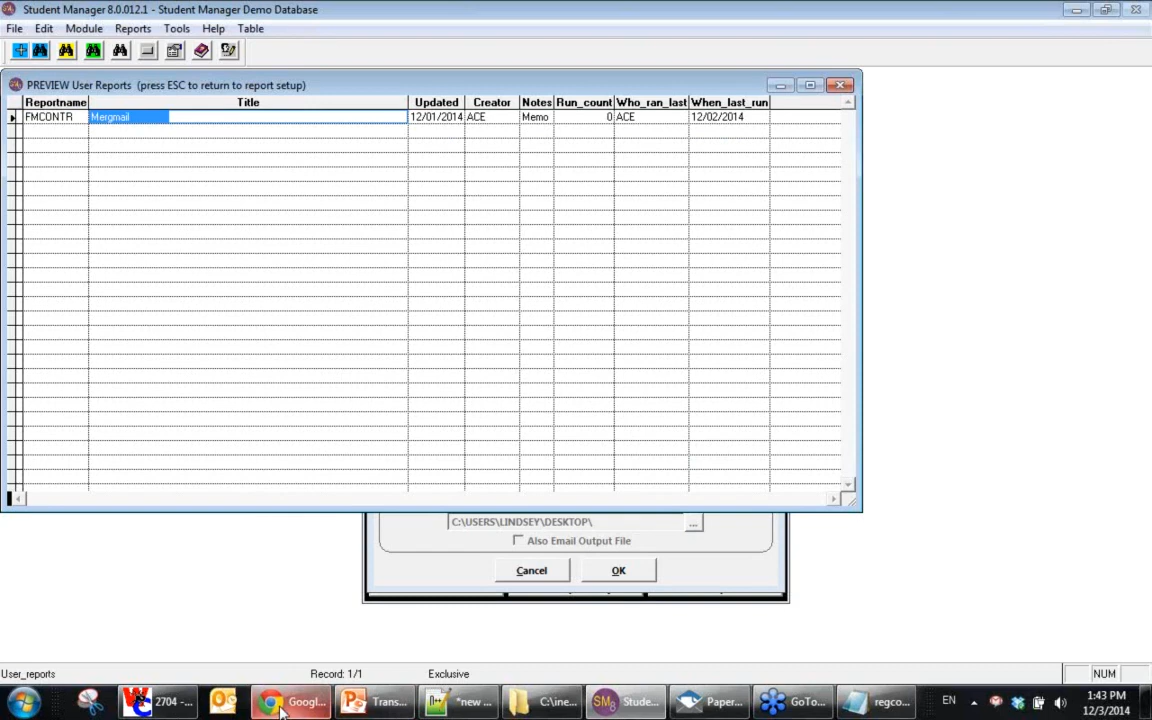 Student Manager 8.0.012.1 - Student Manager Demo Database
File Edit Module Reports Tools Help Table
PREVIEW User Reports (press ESC to return to report setup)
Reportname Title Updated Creator Notes Run_count Who_ran_last When_last_run
FMCONTR Mergmail 12/01/2014 ACE Memo 0 ACE 12/02/2014
C:\USERS\LINDSEY\DESKTOP\ ...
Also Email Output File
Cancel OK
User_reports Record: 1/1 Exclusive NUM
2704 -... Googl... Trans... *new ... C:\ine... Stude... Paper... GoTo... regco... EN 1:43 PM
12/3/2014